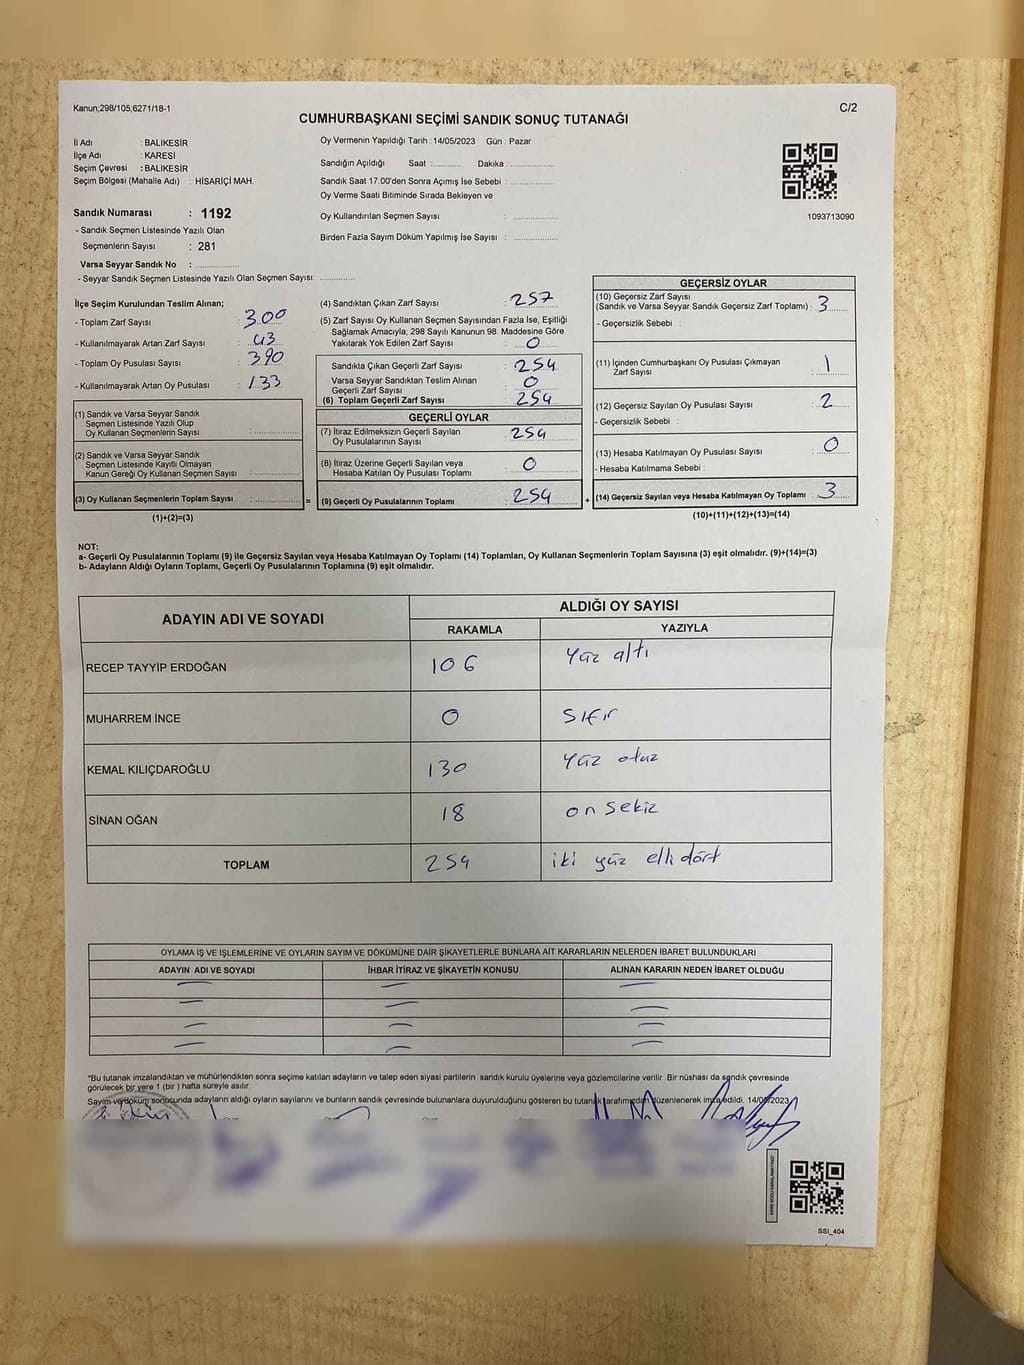 Kanun;298/105,6271/18-1
C/2
CUMHURBAŞKANI SEÇİMİ SANDIK SONUÇ TUTANAĞI
İl Adı : BALIKESİR
İlçe Adı : KARESİ
Seçim Çevresi : BALIKESİR
Seçim Bölgesi (Mahalle Adı) : HİSARİÇİ MAH.
Sandık Numarası : 1192
- Sandık Seçmen Listesinde Yazılı Olan
Seçmenlerin Sayısı : 281
Varsa Seyyar Sandık No :
- Seyyar Sandık Seçmen Listesinde Yazılı Olan Seçmen Sayısı:
Oy Vermenin Yapıldığı Tarih : 14/05/2023 Gün : Pazar
Sandığın Açıldığı Saat : Dakika :
Sandık Saat 17:00'den Sonra Açımış İse Sebebi :
Oy Verme Saati Bitiminde Sırada Bekleyen ve
Oy Kullandırılan Seçmen Sayısı :
Birden Fazla Sayım Döküm Yapılmış İse Sayısı :
1093713090
İlçe Seçim Kurulundan Teslim Alınan;
- Toplam Zarf Sayısı : 300
- Kullanılmayarak Artan Zarf Sayısı : 43
- Toplam Oy Pusulası Sayısı : 390
- Kullanılmayarak Artan Oy Pusulası : 133
(1) Sandık ve Varsa Seyyar Sandık
Seçmen Listesinde Yazılı Olup
Oy Kullanan Seçmenlerin Sayısı :
(2) Sandık ve Varsa Seyyar Sandık
Seçmen Listesinde Kayıtlı Olmayan
Kanun Gereği Oy Kullanan Seçmen Sayısı :
(3) Oy Kullanan Seçmenlerin Toplam Sayısı : =
(1)+(2)=(3)
(4) Sandıktan Çıkan Zarf Sayısı : 257
(5) Zarf Sayısı Oy Kullanan Seçmen Sayısından Fazla İse, Eşitliği
Sağlamak Amacıyla, 298 Sayılı Kanunun 98. Maddesine Göre
Yakılarak Yok Edilen Zarf Sayısı : 0
Sandıkta Çıkan Geçerli Zarf Sayısı : 254
Varsa Seyyar Sandıktan Teslim Alınan
Geçerli Zarf Sayısı : 0
(6) Toplam Geçerli Zarf Sayısı : 254
GEÇERLİ OYLAR
(7) İtiraz Edilmeksizin Geçerli Sayılan
Oy Pusulalarının Sayısı : 254
(8) İtiraz Üzerine Geçerli Sayılan veya
Hesaba Katılan Oy Pusulası Toplamı : 0
(9) Geçerli Oy Pusulalarının Toplamı : 254 +
GEÇERSİZ OYLAR
(10) Geçersiz Zarf Sayısı
(Sandık ve Varsa Seyyar Sandık Geçersiz Zarf Toplamı) : 3
- Geçersizlik Sebebi :
(11) İçinden Cumhurbaşkanı Oy Pusulası Çıkmayan
Zarf Sayısı : 1
(12) Geçersiz Sayılan Oy Pusulası Sayısı : 2
- Geçersizlik Sebebi :
(13) Hesaba Katılmayan Oy Pusulası Sayısı : 0
- Hesaba Katılmama Sebebi :
(14) Geçersiz Sayılan veya Hesaba Katılmayan Oy Toplamı : 3
(10)+(11)+(12)+(13)=(14)
NOT:
a- Geçerli Oy Pusulalarının Toplamı (9) ile Geçersiz Sayılan veya Hesaba Katılmayan Oy Toplamı (14) Toplamları, Oy Kullanan Seçmenlerin Toplam Sayısına (3) eşit olmalıdır. (9)+(14)=(3)
b- Adayların Aldığı Oyların Toplamı, Geçerli Oy Pusulalarının Toplamına (9) eşit olmalıdır.
ADAYIN ADI VE SOYADI
ALDIĞI OY SAYISI
RAKAMLA YAZIYLA
RECEP TAYYİP ERDOĞAN 106 yüz altı
MUHARREM İNCE 0 sıfır
KEMAL KILIÇDAROĞLU 130 yüz otuz
SİNAN OĞAN 18 on sekiz
TOPLAM 254 iki yüz elli dört
OYLAMA İŞ VE İŞLEMLERİNE VE OYLARIN SAYIM VE DÖKÜMÜNE DAİR ŞİKAYETLERLE BUNLARA AİT KARARLARIN NELERDEN İBARET BULUNDUKLARI
ADAYIN ADI VE SOYADI İHBAR İTİRAZ VE ŞİKAYETİN KONUSU ALINAN KARARIN NEDEN İBARET OLDUĞU
*Bu tutanak imzalandıktan ve mühürlendikten sonra seçime katılan adayların ve talep eden siyasi partilerin sandık kurulu üyelerine veya gözlemcilerine verilir. Bir nüshası da sandık çevresinde
görülecek bir yere 1 (bir) hafta süreyle asılır.
Sayım ve döküm sonucunda adayların aldığı oyların sayılarını ve bunların sandık çevresinde bulunanlara duyurulduğunu gösteren bu tutanak tarafımızdan düzenlenerek imza edildi. 14/05/2023
SSI_404